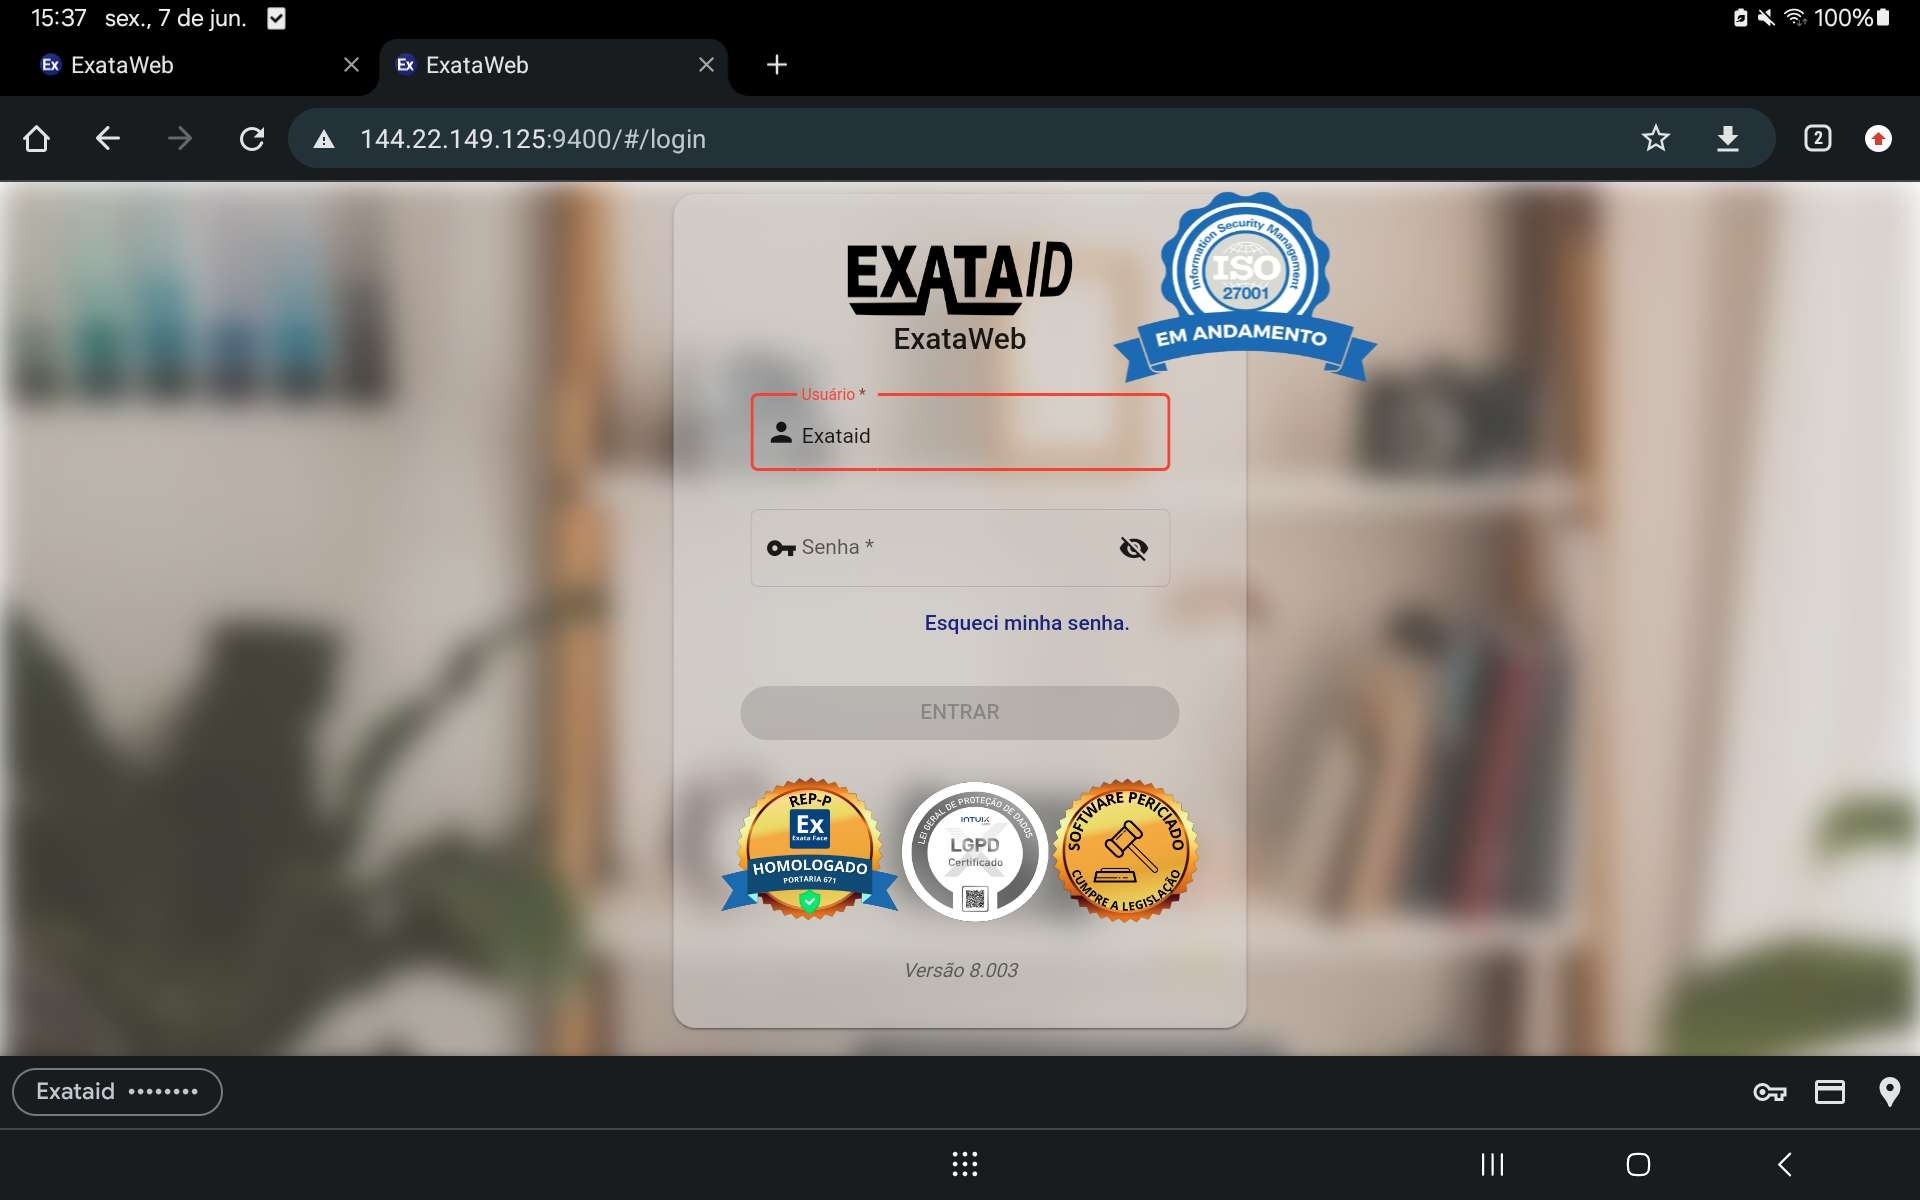 15:37 sex., 7 de jun. 100%
Ex ExataWeb
Ex ExataWeb
144.22.149.125:9400/#/login
2
EXATAID
ExataWeb
Information Security Management
ISO
27001
EM ANDAMENTO
Usuário *
Exataid
Senha *
Esqueci minha senha.
ENTRAR
REP-P
Ex
Exata Face
HOMOLOGADO
PORTARIA 671
LEI GERAL DE PROTEÇÃO DE DADOS
INTUIX
LGPD
Certificado
SOFTWARE PERICIADO
CUMPRE A LEGISLAÇÃO
Versão 8.003
Exataid ••••••••